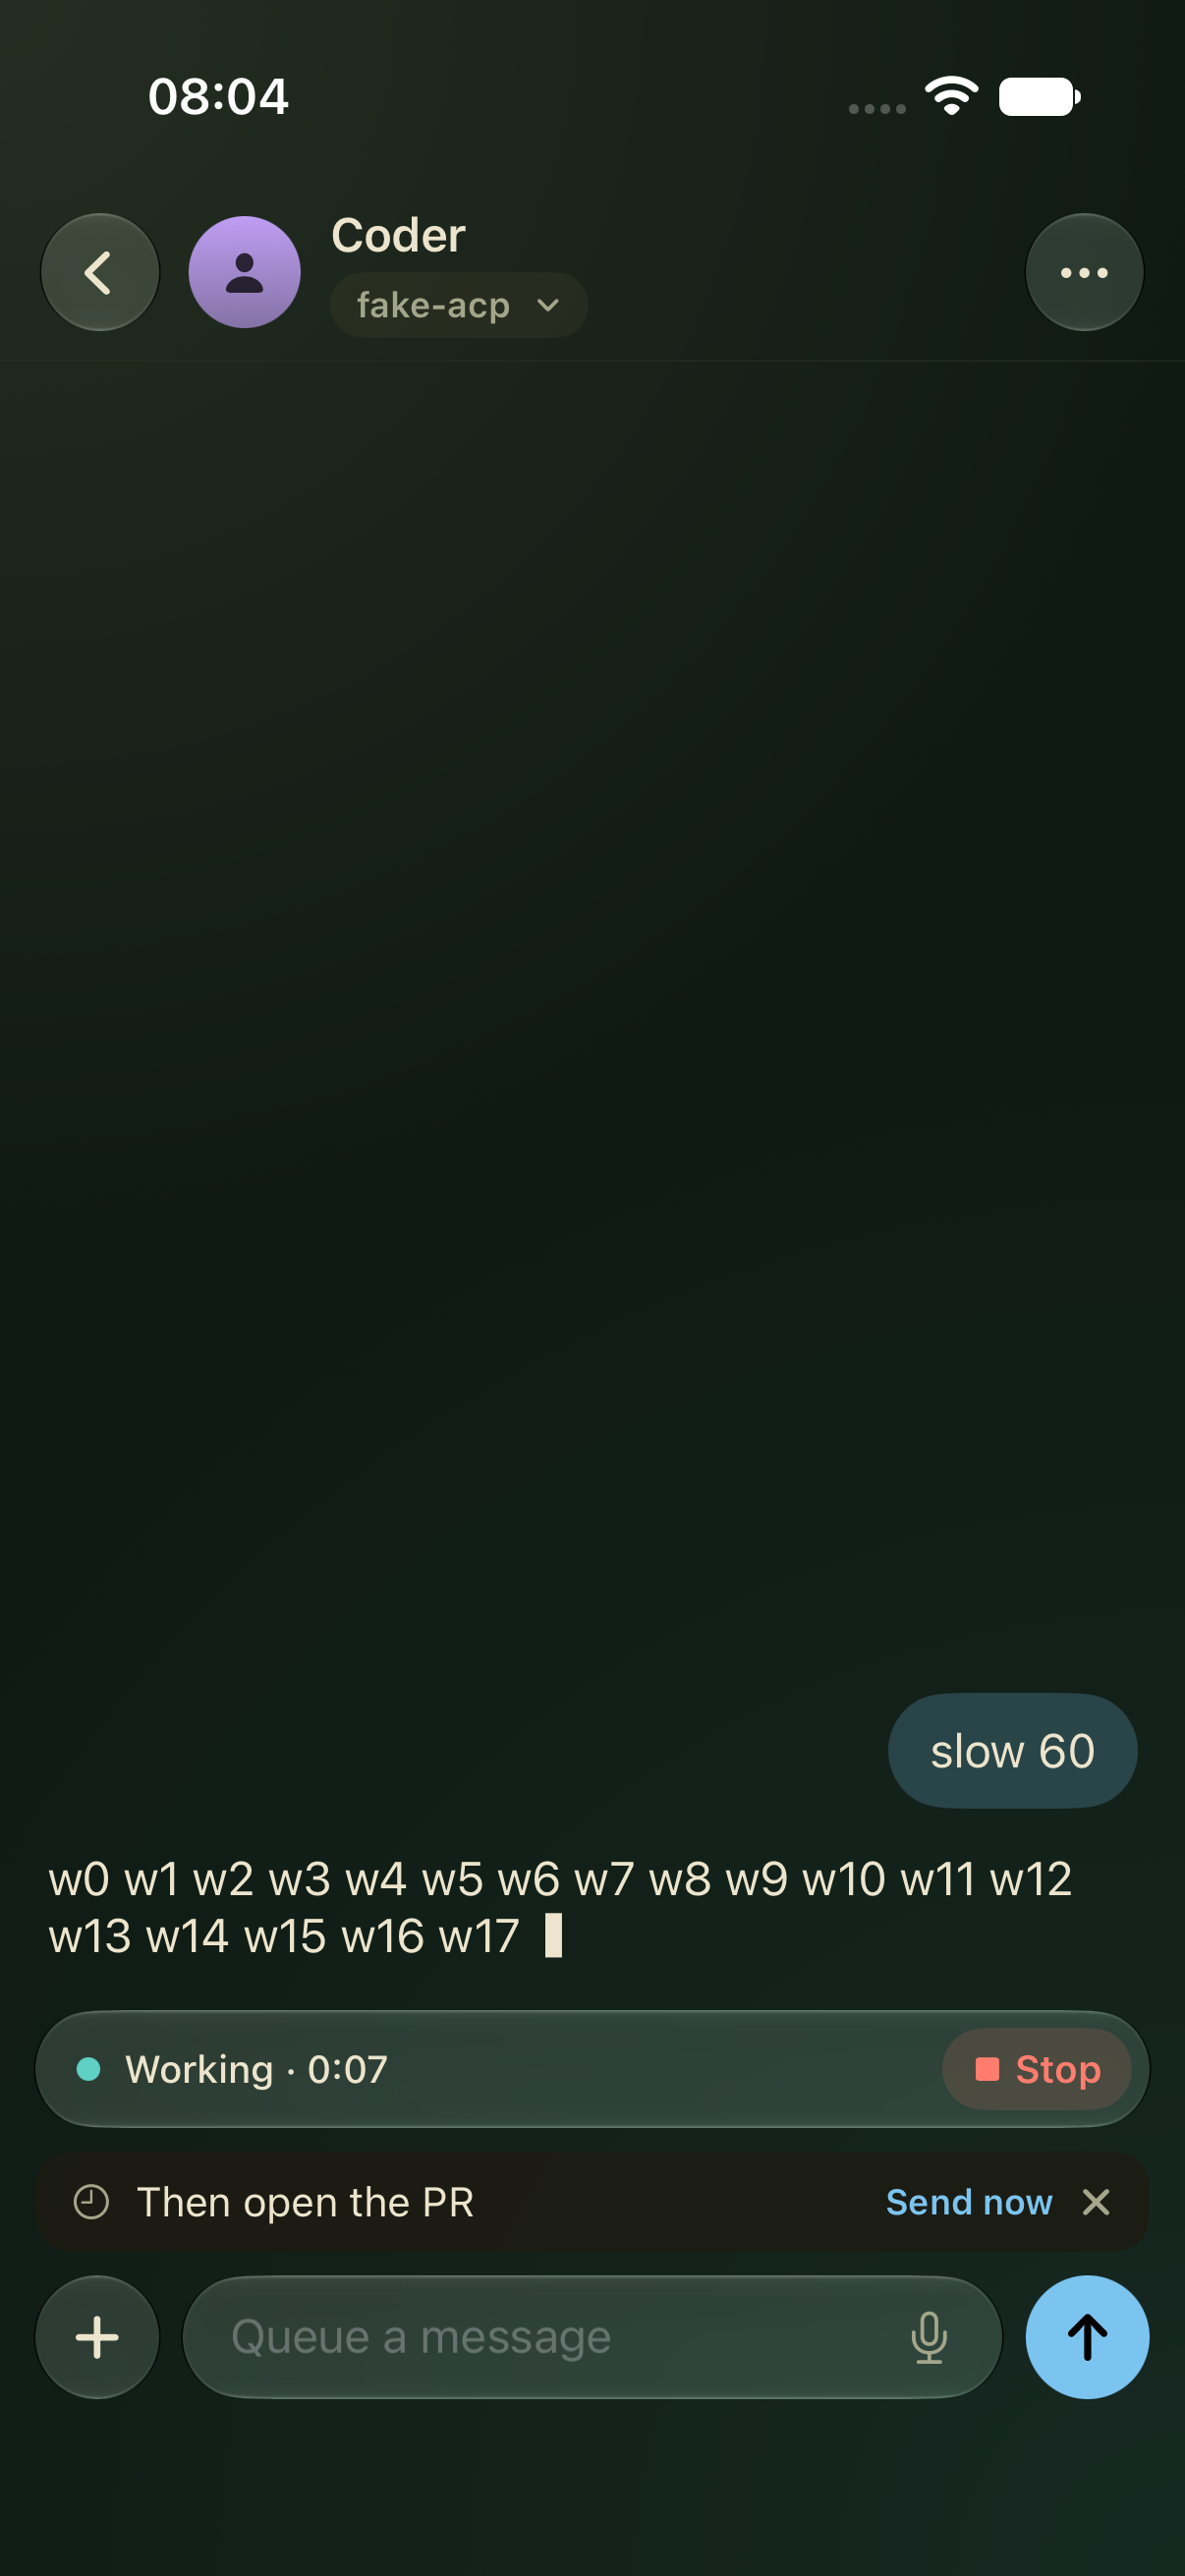 08:04
Coder
fake-acp
slow 60
w0 w1 w2 w3 w4 w5 w6 w7 w8 w9 w10 w11 w12
w13 w14 w15 w16 w17
Working · 0:07
Stop
Then open the PR
Send now
Queue a message